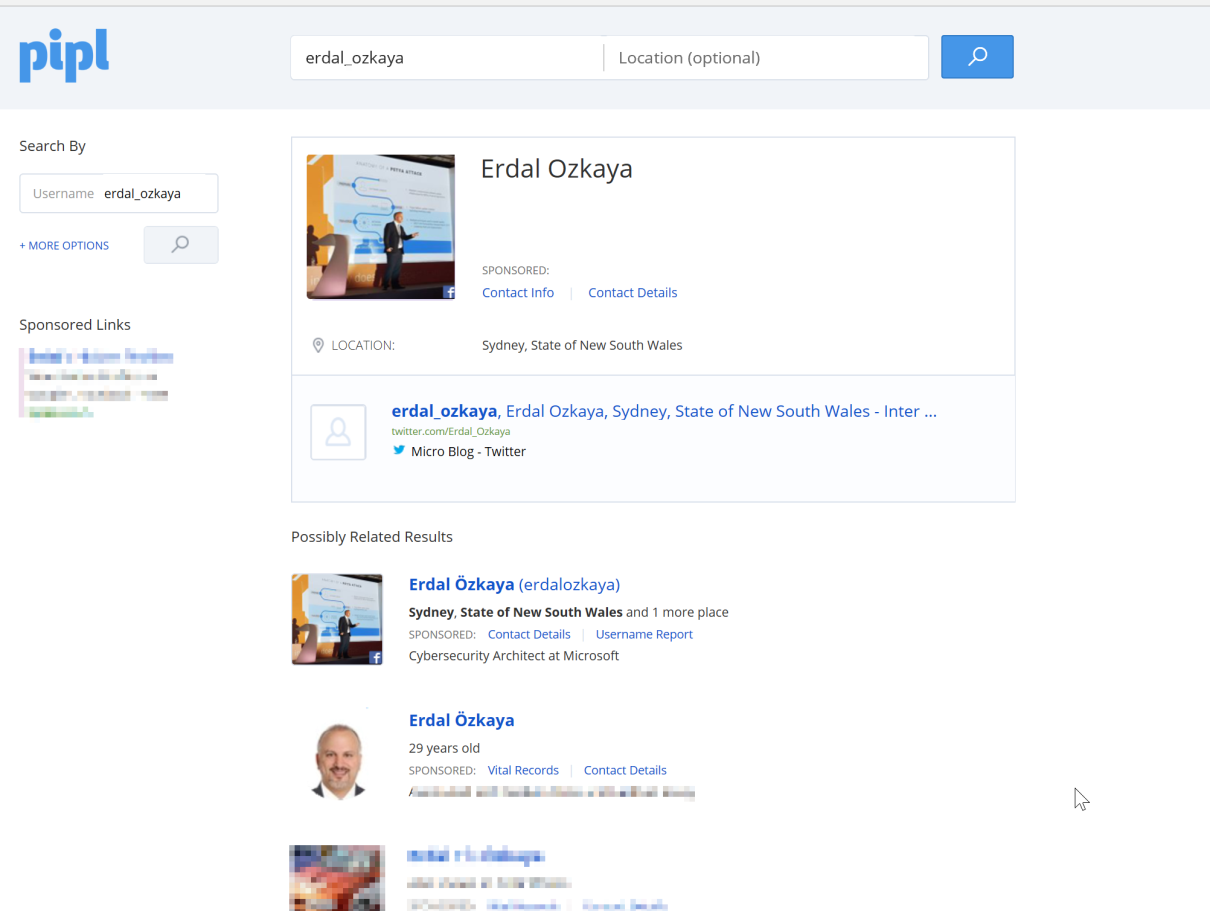 pipl
erdal_ozkaya
Location (optional)
Search By
Username erdal_ozkaya
+ MORE OPTIONS
Sponsored Links
Erdal Ozkaya
SPONSORED:
Contact Info | Contact Details
LOCATION: Sydney, State of New South Wales
erdal_ozkaya, Erdal Ozkaya, Sydney, State of New South Wales - Inter ...
twitter.com/Erdal_Ozkaya
Micro Blog - Twitter
Possibly Related Results
Erdal Özkaya (erdalozkaya)
Sydney, State of New South Wales and 1 more place
SPONSORED: Contact Details | Username Report
Cybersecurity Architect at Microsoft
Erdal Özkaya
29 years old
SPONSORED: Vital Records | Contact Details